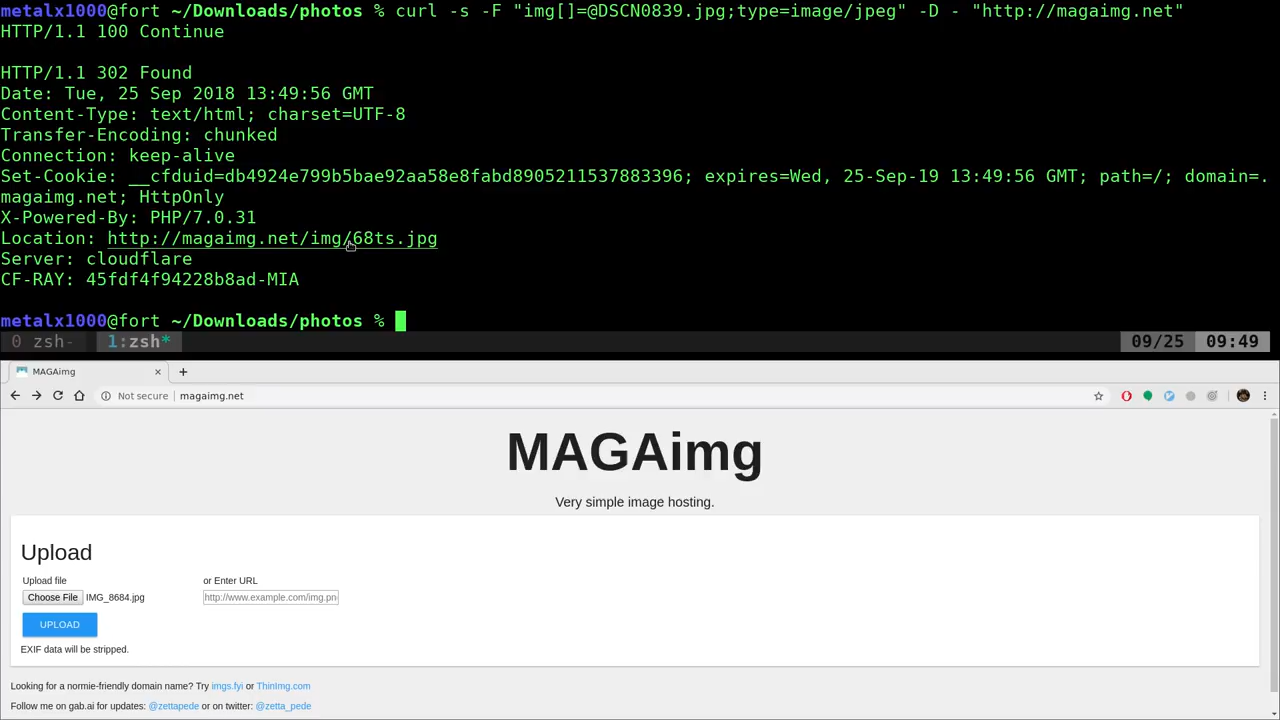 metalx1000@fort ~/Downloads/photos % curl -s -F "img[]=@DSCN0839.jpg;type=image/jpeg" -D - "http://magaimg.net"
HTTP/1.1 100 Continue
HTTP/1.1 302 Found
Date: Tue, 25 Sep 2018 13:49:56 GMT
Content-Type: text/html; charset=UTF-8
Transfer-Encoding: chunked
Connection: keep-alive
Set-Cookie: __cfduid=db4924e799b5bae92aa58e8fabd8905211537883396; expires=Wed, 25-Sep-19 13:49:56 GMT; path=/; domain=.
magaimg.net; HttpOnly
X-Powered-By: PHP/7.0.31
Location: http://magaimg.net/img/68ts.jpg
Server: cloudflare
CF-RAY: 45fdf4f94228b8ad-MIA
metalx1000@fort ~/Downloads/photos %
0 zsh- 1:zsh* 09/25 09:49
MAGAimg
Not secure magaimg.net
MAGAimg
Very simple image hosting.
Upload
Upload file or Enter URL
Choose File IMG_8684.jpg http://www.example.com/img.pn
UPLOAD
EXIF data will be stripped.
Looking for a normie-friendly domain name? Try imgs.fyi or ThinImg.com
Follow me on gab.ai for updates: @zettapede or on twitter: @zetta_pede